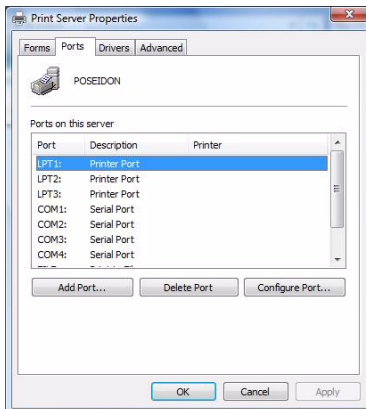 Print Server Properties
Forms Ports Drivers Advanced
POSEIDON
Ports on this server
Port Description Printer
LPT1: Printer Port
LPT2: Printer Port
LPT3: Printer Port
COM1: Serial Port
COM2: Serial Port
COM3: Serial Port
COM4: Serial Port
Add Port... Delete Port Configure Port...
OK Cancel Apply